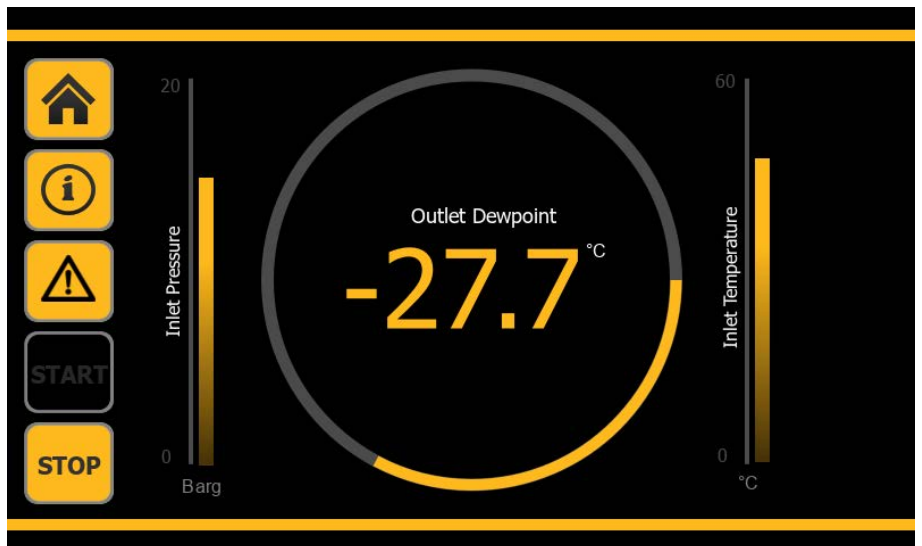 20
Inlet Pressure
0
Barg
START
STOP
Outlet Dewpoint
-27.7 °C
60
Inlet Temperature
0
°C